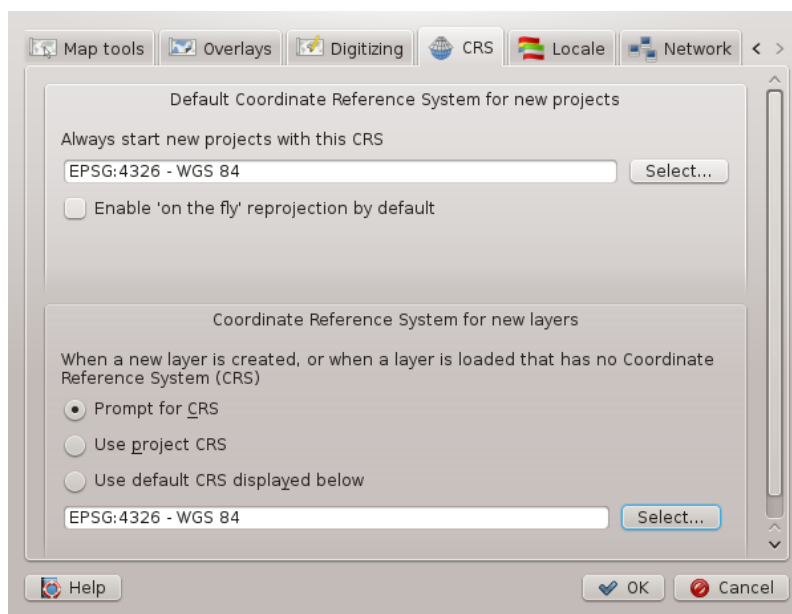 Map tools Overlays Digitizing CRS Locale Network
Default Coordinate Reference System for new projects
Always start new projects with this CRS
EPSG:4326 - WGS 84 Select...
Enable 'on the fly' reprojection by default
Coordinate Reference System for new layers
When a new layer is created, or when a layer is loaded that has no Coordinate
Reference System (CRS)
Prompt for CRS
Use project CRS
Use default CRS displayed below
EPSG:4326 - WGS 84 Select...
Help OK Cancel